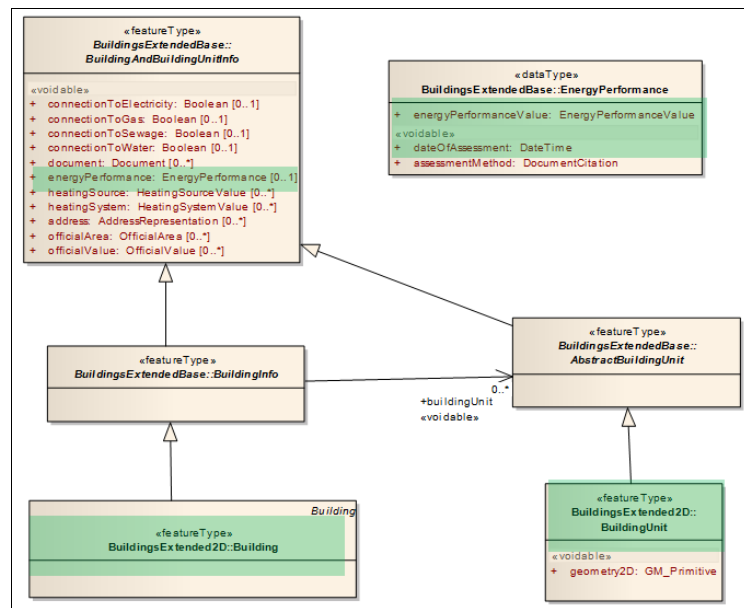 «featureType»
BuildingsExtendedBase::
BuildingAndBuildingUnitInfo
«voidable»
+ connectionToElectricity: Boolean [0..1]
+ connectionToGas: Boolean [0..1]
+ connectionToSewage: Boolean [0..1]
+ connectionToWater: Boolean [0..1]
+ document: Document [0..*]
+ energyPerformance: EnergyPerformance [0..1]
+ heatingSource: HeatingSourceValue [0..*]
+ heatingSystem: HeatingSystemValue [0..*]
+ address: AddressRepresentation [0..*]
+ officialArea: OfficialArea [0..*]
+ officialValue: OfficialValue [0..*]
«dataType»
BuildingsExtendedBase::EnergyPerformance
+ energyPerformanceValue: EnergyPerformanceValue
«voidable»
+ dateOfAssessment: DateTime
+ assessmentMethod: DocumentCitation
«featureType»
BuildingsExtendedBase::BuildingInfo
«featureType»
BuildingsExtendedBase::
AbstractBuildingUnit
0..*
+buildingUnit
«voidable»
Building
«featureType»
BuildingsExtended2D::Building
«featureType»
BuildingsExtended2D::
BuildingUnit
«voidable»
+ geometry2D: GM_Primitive